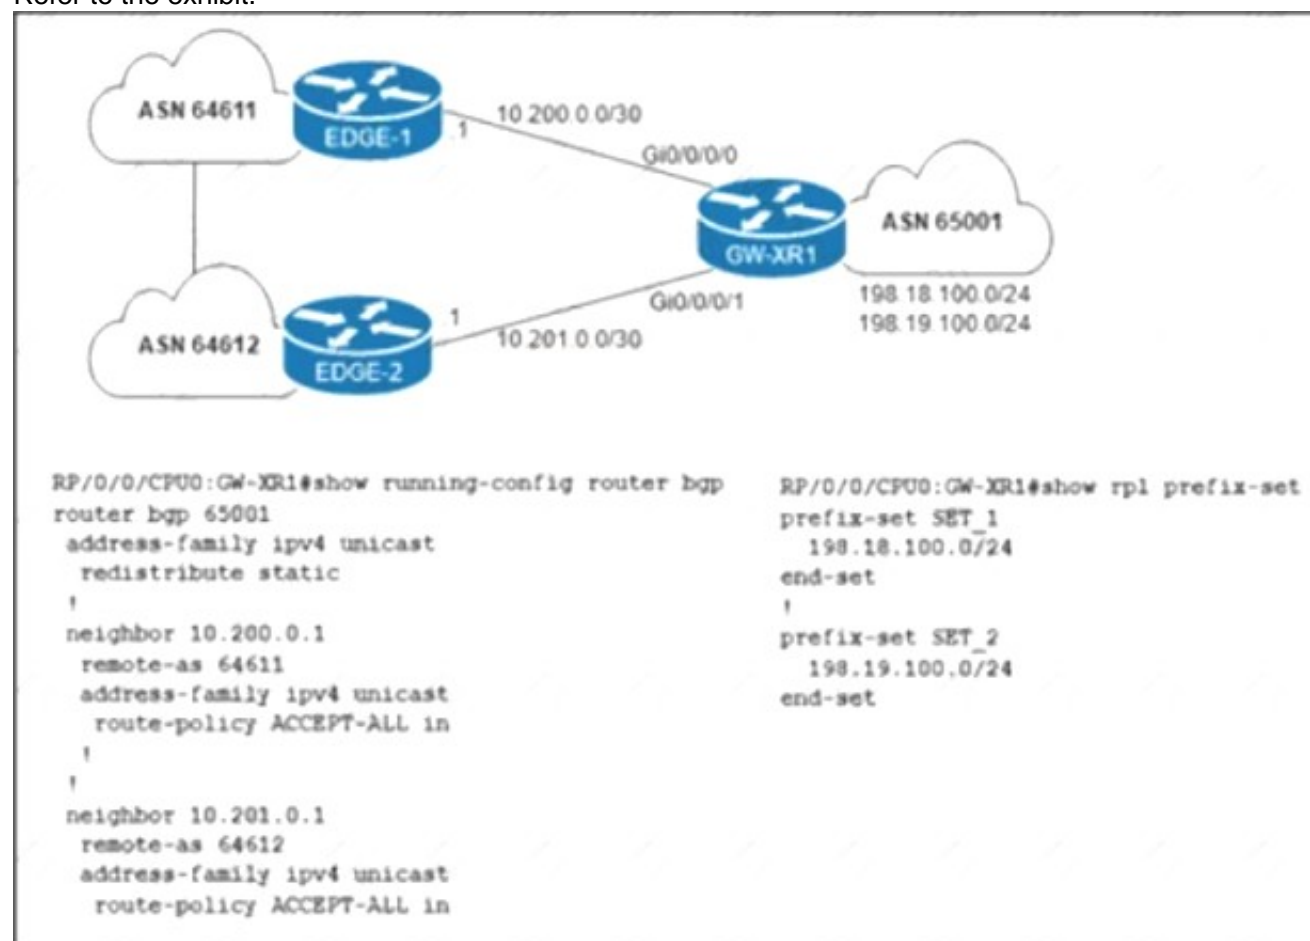 Refer to the exhibit.
ASN 64611
EDGE-1
.1
10.200.0.0/30
Gi0/0/0/0
GW-XR1
ASN 65001
198.18.100.0/24
198.19.100.0/24
Gi0/0/0/1
10.201.0.0/30
.1
ASN 64612
EDGE-2
RP/0/0/CPU0:GW-XR1#show running-config router bgp
router bgp 65001
address-family ipv4 unicast
redistribute static
!
neighbor 10.200.0.1
remote-as 64611
address-family ipv4 unicast
route-policy ACCEPT-ALL in
!
!
neighbor 10.201.0.1
remote-as 64612
address-family ipv4 unicast
route-policy ACCEPT-ALL in
RP/0/0/CPU0:GW-XR1#show rpl prefix-set
prefix-set SET_1
198.18.100.0/24
end-set
!
prefix-set SET_2
198.19.100.0/24
end-set